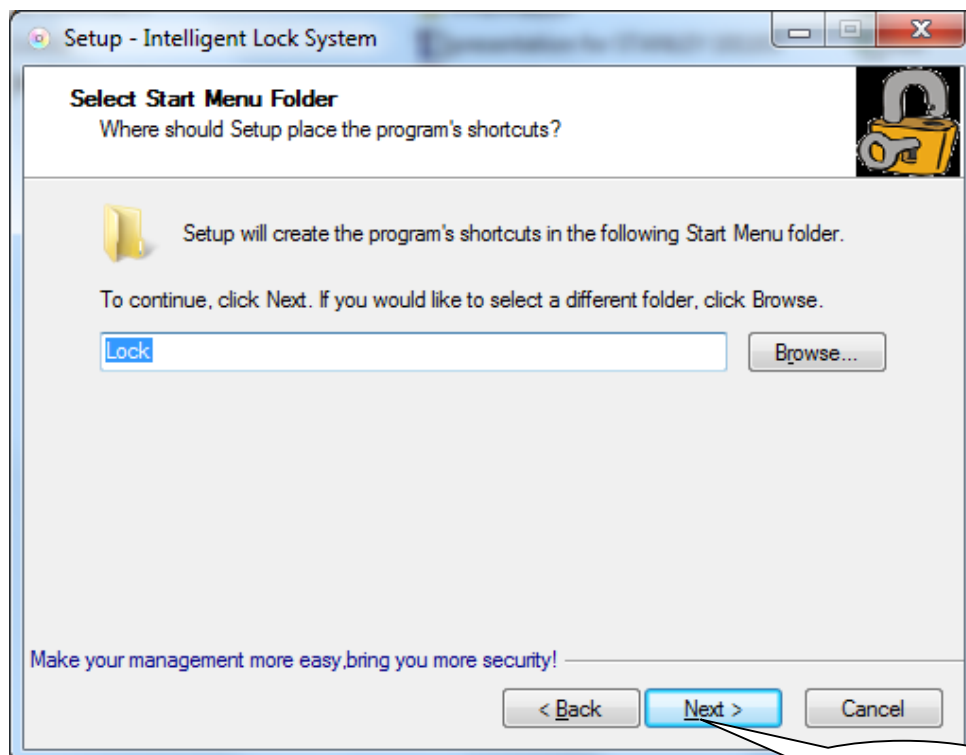 Setup - Intelligent Lock System
Select Start Menu Folder
Where should Setup place the program's shortcuts?
Setup will create the program's shortcuts in the following Start Menu folder.
To continue, click Next. If you would like to select a different folder, click Browse.
Lock
Browse...
Make your management more easy,bring you more security!
< Back
Next >
Cancel